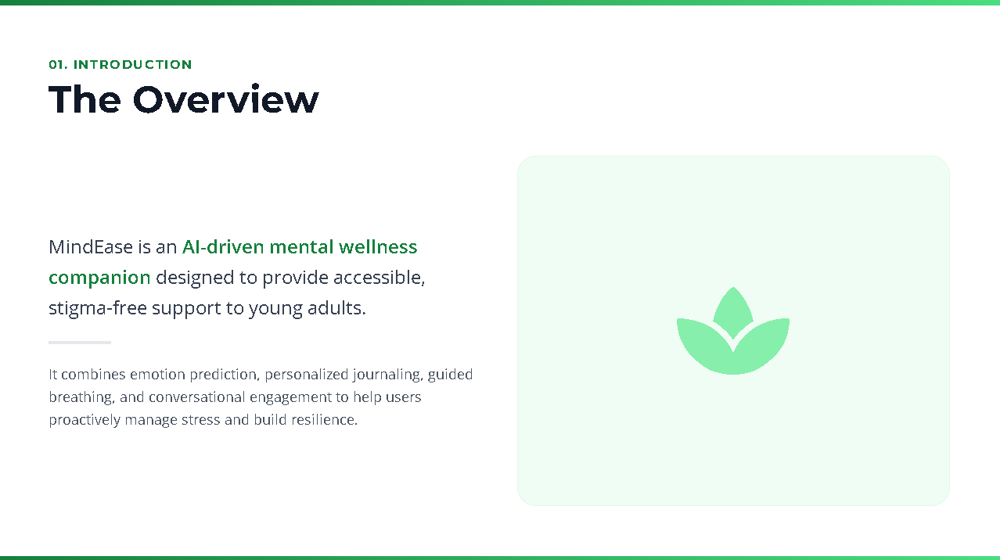 01. INTRODUCTION
The Overview
MindEase is an AI-driven mental wellness
companion designed to provide accessible,
stigma-free support to young adults.
It combines emotion prediction, personalized journaling, guided
breathing, and conversational engagement to help users
proactively manage stress and build resilience.